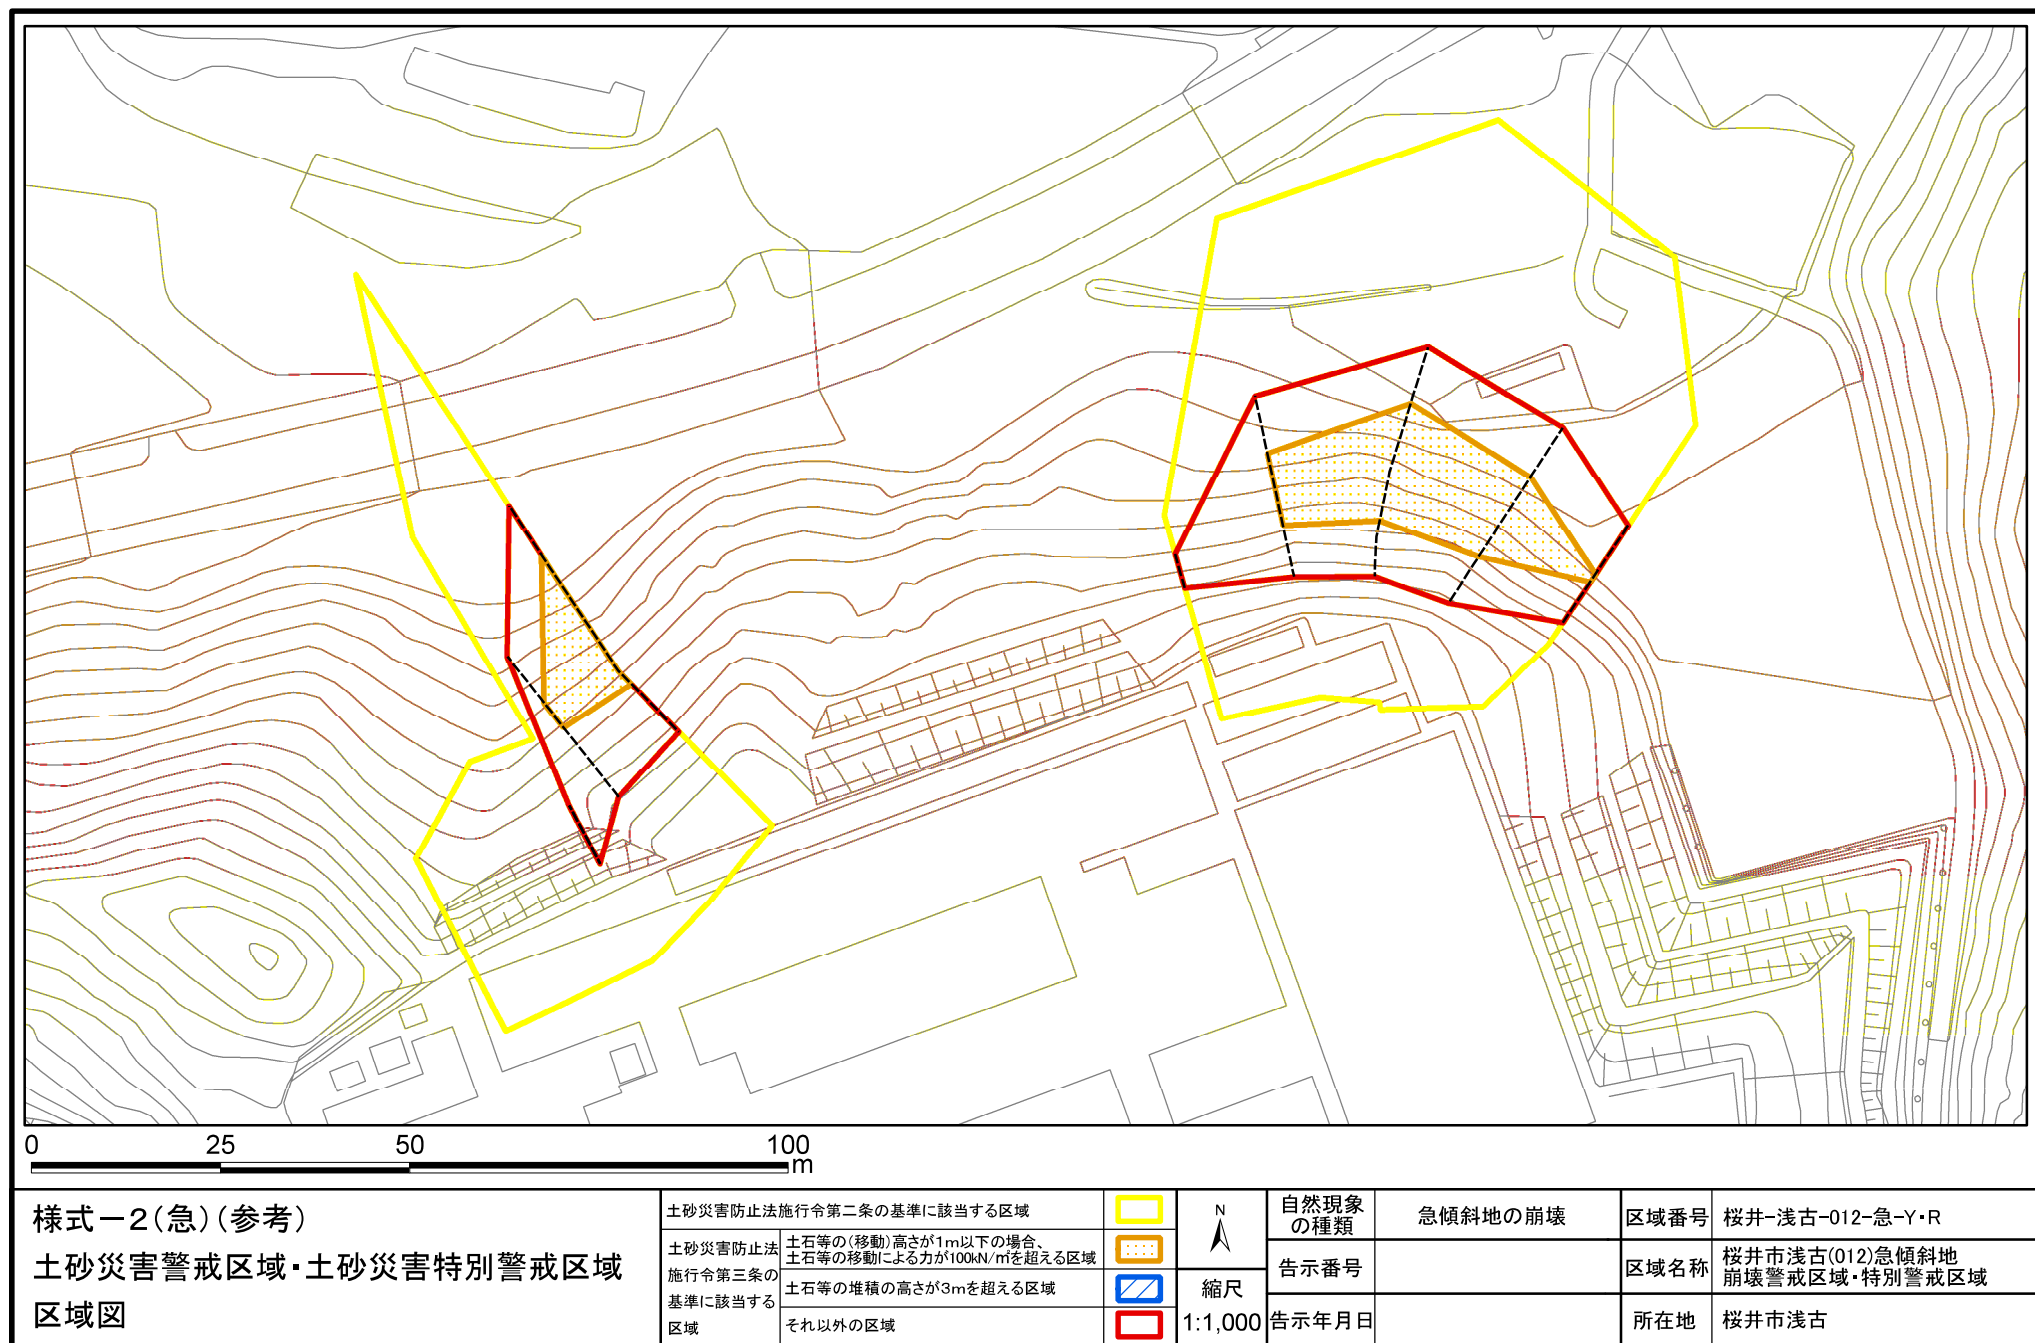 0 25 50 100
m
様式－2(急)(参考)
土砂災害警戒区域・土砂災害特別警戒区域
区域図
土砂災害防止法施行令第二条の基準に該当する区域
土砂災害防止法
施行令第三条の
基準に該当する
区域
土石等の(移動)高さが1m以下の場合、
土石等の移動による力が100kN/㎡を超える区域
土石等の堆積の高さが3mを超える区域
それ以外の区域
N
縮尺
1:1,000
自然現象
の種類
急傾斜地の崩壊
告示番号
告示年月日
区域番号
桜井-浅古-012-急-Y・R
区域名称
桜井市浅古(012)急傾斜地
崩壊警戒区域・特別警戒区域
所在地
桜井市浅古